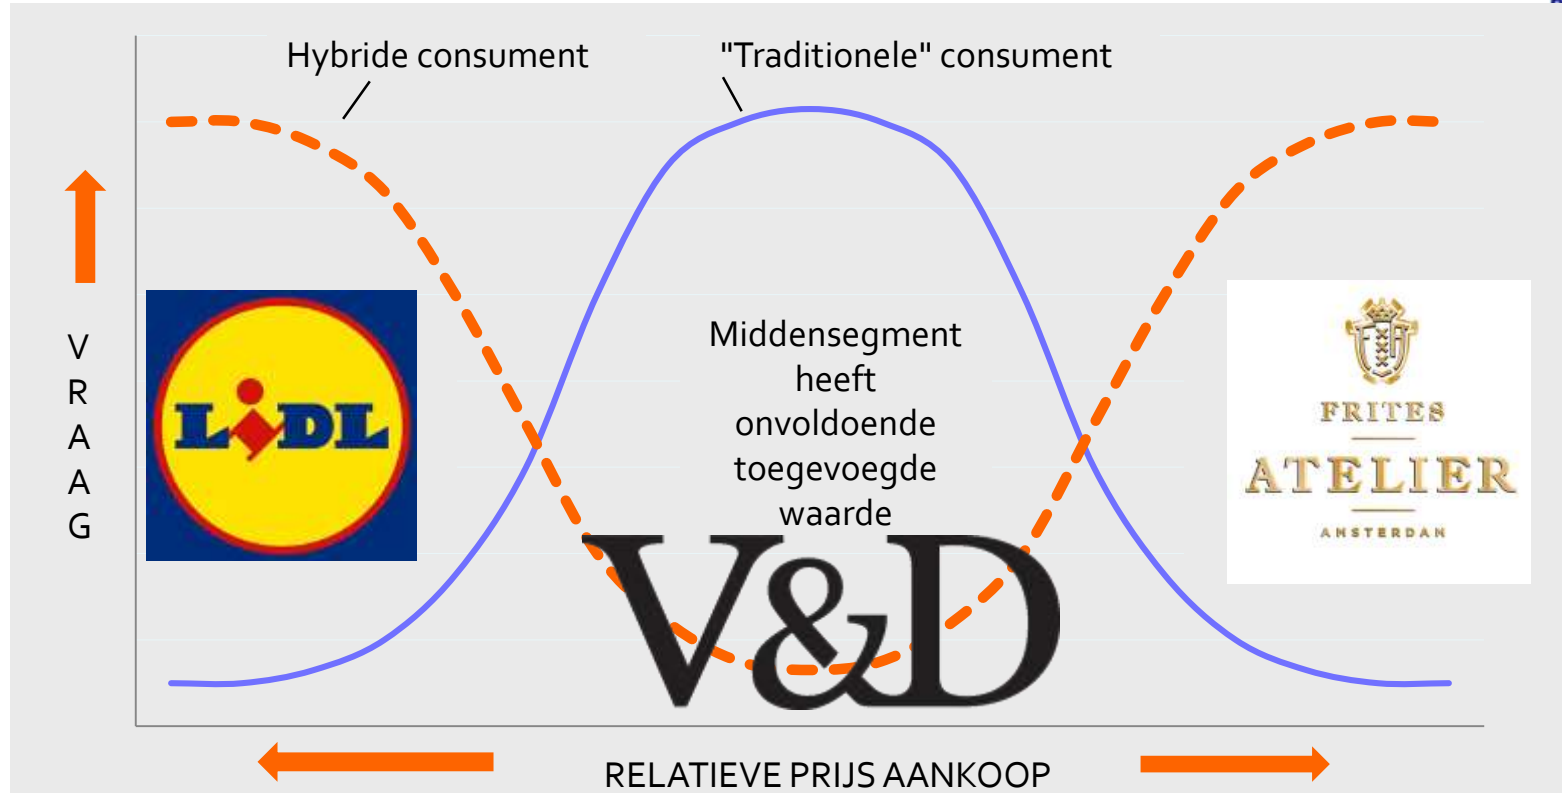 Hybride consument
"Traditionele" consument
V
R
A
A
G
LiDL
Middensegment
heeft
onvoldoende
toegevoegde
waarde
V&D
FRITES
ATELIER
AMSTERDAM
RELATIEVE PRIJS AANKOOP